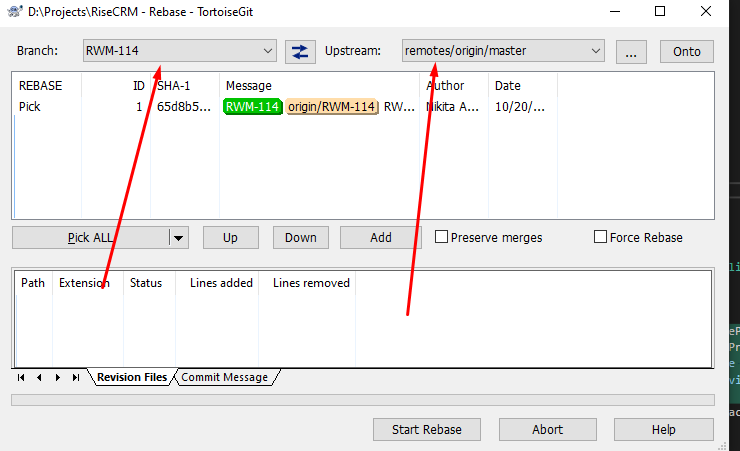 D:\Projects\RiseCRM - Rebase - TortoiseGit
Branch: RWM-114 Upstream: remotes/origin/master ... Onto
REBASE ID SHA-1 Message Author Date
Pick 1 65d8b5... RWM-114 origin/RWM-114 RW... Nikita A... 10/20/...
Pick ALL Up Down Add Preserve merges Force Rebase
Path Extension Status Lines added Lines removed
Revision Files Commit Message
Start Rebase Abort Help